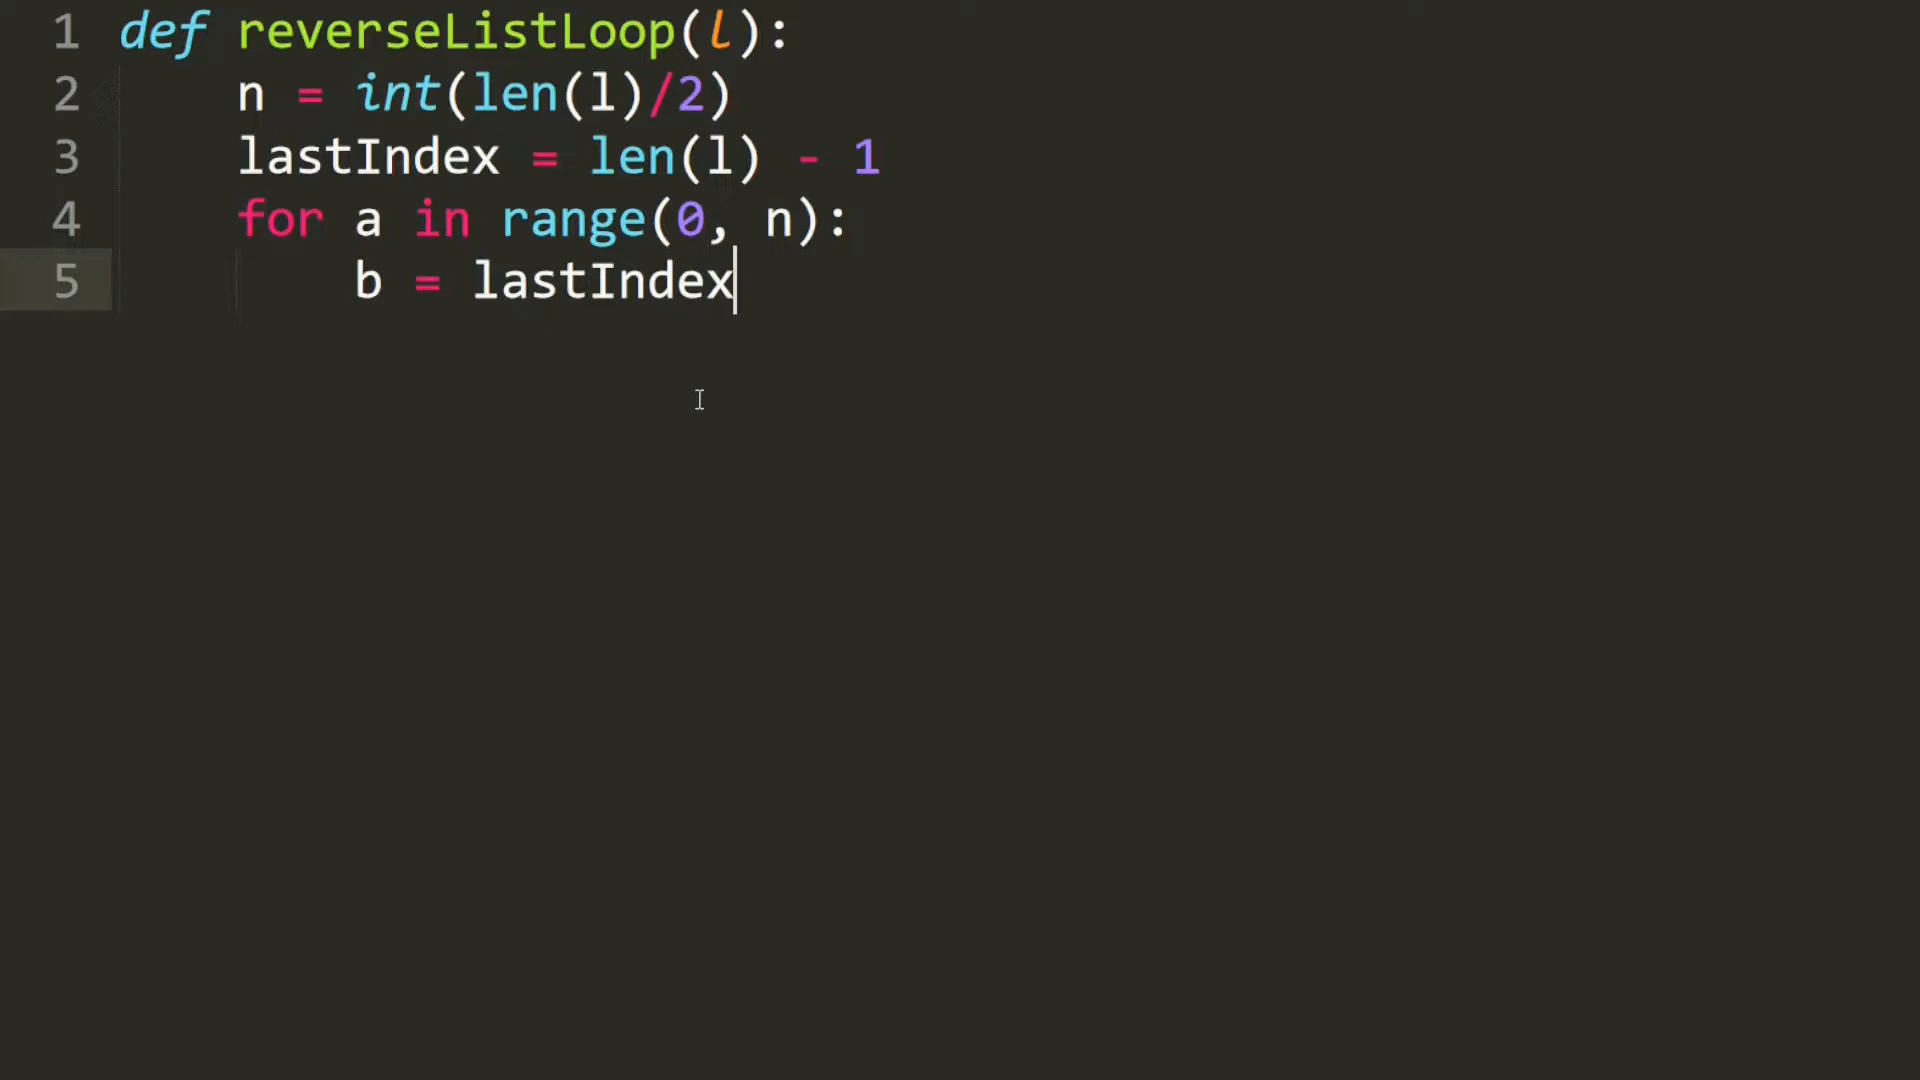 1 def reverseListLoop(l):
2     n = int(len(l)/2)
3     lastIndex = len(l) - 1
4     for a in range(0, n):
5         b = lastIndex